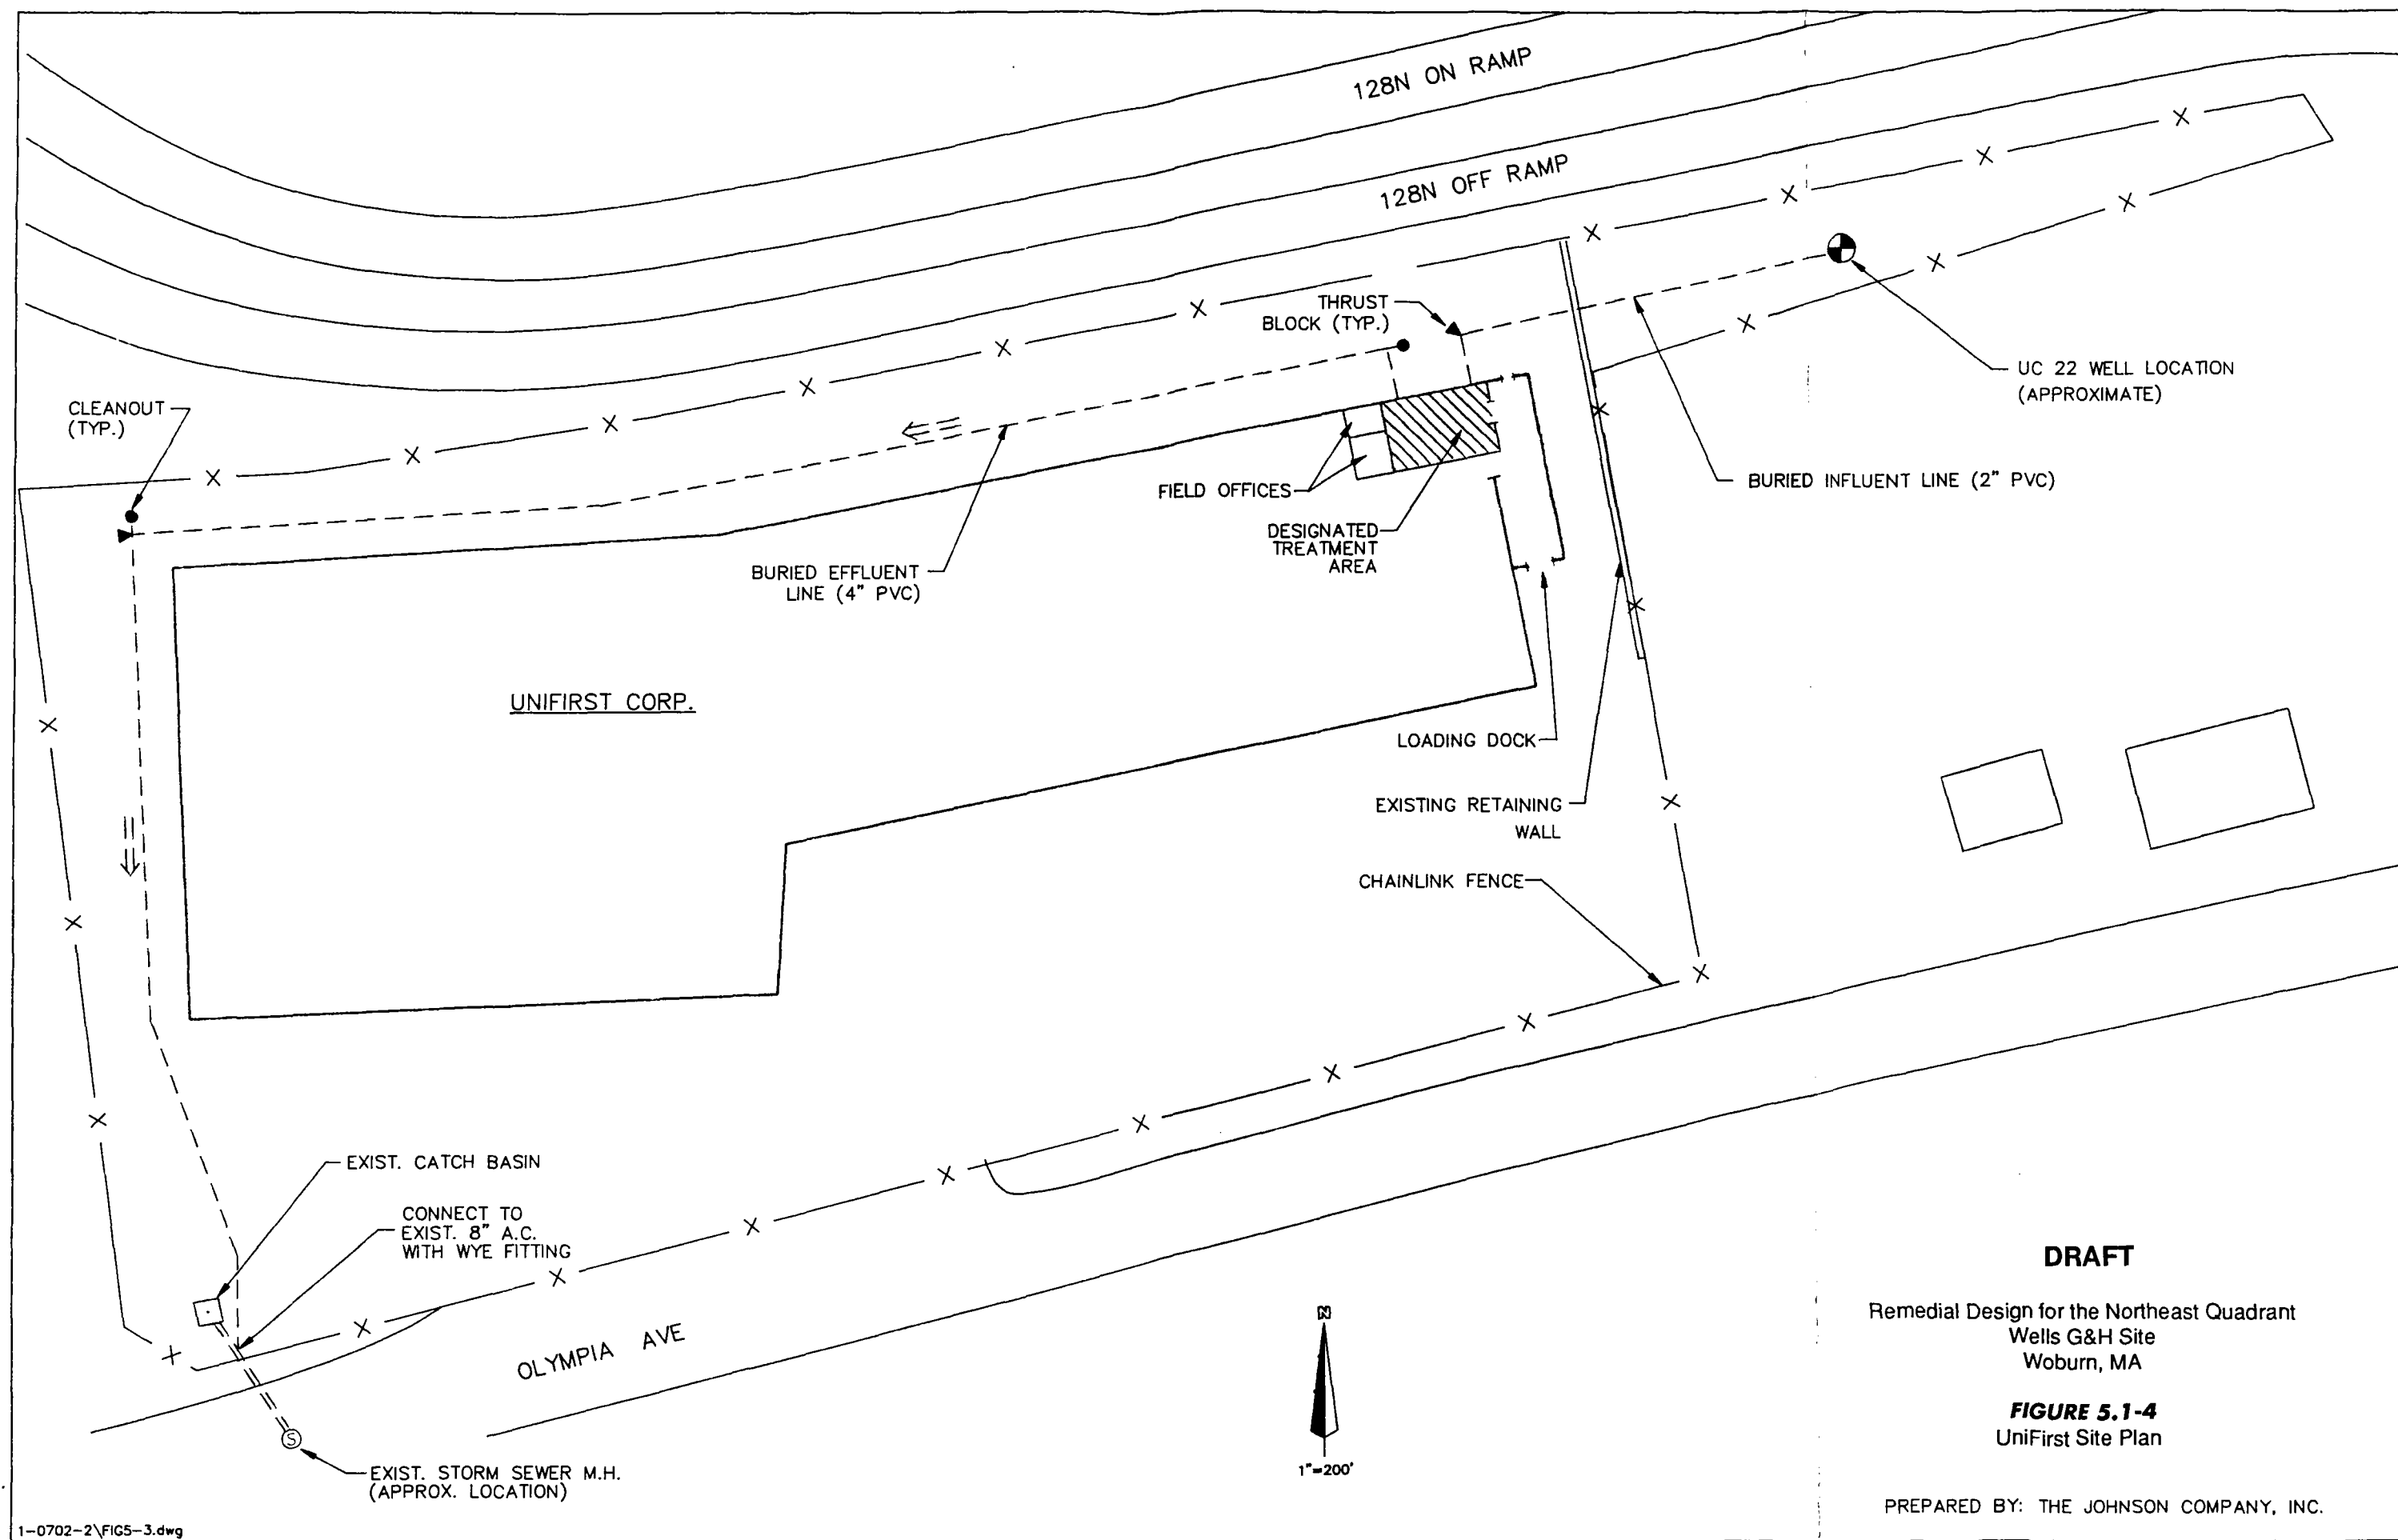 128N ON RAMP
128N OFF RAMP
THRUST
BLOCK (TYP.)
UC 22 WELL LOCATION
(APPROXIMATE)
CLEANOUT
(TYP.)
BURIED INFLUENT LINE (2" PVC)
FIELD OFFICES
DESIGNATED
TREATMENT
AREA
BURIED EFFLUENT
LINE (4" PVC)
UNIFIRST CORP.
LOADING DOCK
EXISTING RETAINING
WALL
CHAINLINK FENCE
EXIST. CATCH BASIN
CONNECT TO
EXIST. 8" A.C.
WITH WYE FITTING
OLYMPIA AVE
S
EXIST. STORM SEWER M.H.
(APPROX. LOCATION)
N
1"=200'
DRAFT
Remedial Design for the Northeast Quadrant
Wells G&H Site
Woburn, MA
FIGURE 5.1-4
UniFirst Site Plan
PREPARED BY: THE JOHNSON COMPANY, INC.
1-0702-2\FIG5-3.dwg